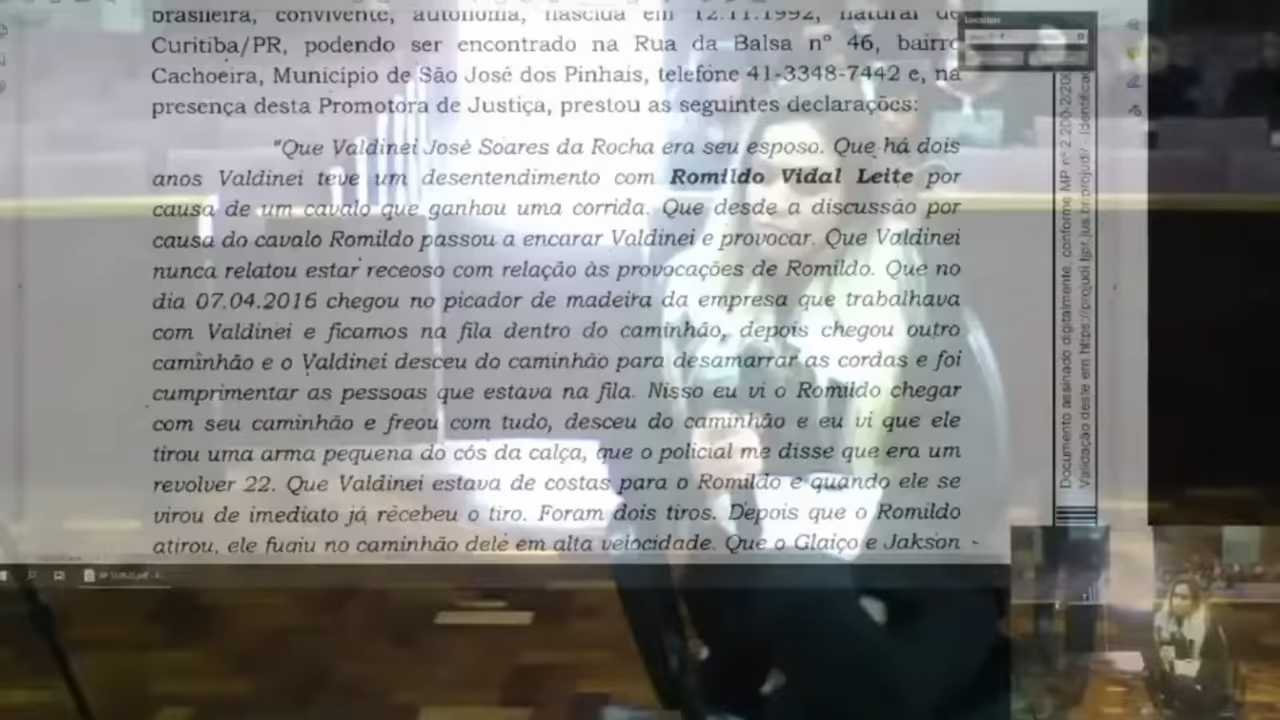 brasileira, convivente, autônoma, nascida em 12.11.1992, natural de
Curitiba/PR, podendo ser encontrado na Rua da Balsa nº 46, bairro
Cachoeira, Município de São José dos Pinhais, telefone 41-3348-7442 e, na
presença desta Promotora de Justiça, prestou as seguintes declarações:
"Que Valdinei José Soares da Rocha era seu esposo. Que há dois
anos Valdinei teve um desentendimento com Romildo Vidal Leite por
causa de um cavalo que ganhou uma corrida. Que desde a discussão por
causa do cavalo Romildo passou a encarar Valdinei e provocar. Que Valdinei
nunca relatou estar receoso com relação às provocações de Romildo. Que no
dia 07.04.2016 chegou no picador de madeira da empresa que trabalhava
com Valdinei e ficamos na fila dentro do caminhão, depois chegou outro
caminhão e o Valdinei desceu do caminhão para desamarrar as cordas e foi
cumprimentar as pessoas que estava na fila. Nisso eu vi o Romildo chegar
com seu caminhão e freou com tudo, desceu do caminhão e eu vi que ele
tirou uma arma pequena do cós da calça, que o policial me disse que era um
revolver 22. Que Valdinei estava de costas para o Romildo e quando ele se
virou de imediato já recebeu o tiro. Foram dois tiros. Depois que o Romildo
atirou, ele fugiu no caminhão dele em alta velocidade. Que o Glaiço e Jakson -
Documento assinado digitalmente, conforme MP nº 2.200-2/200
Validação deste em https://projudi.tjpr.jus.br/projudi/ - Identifica